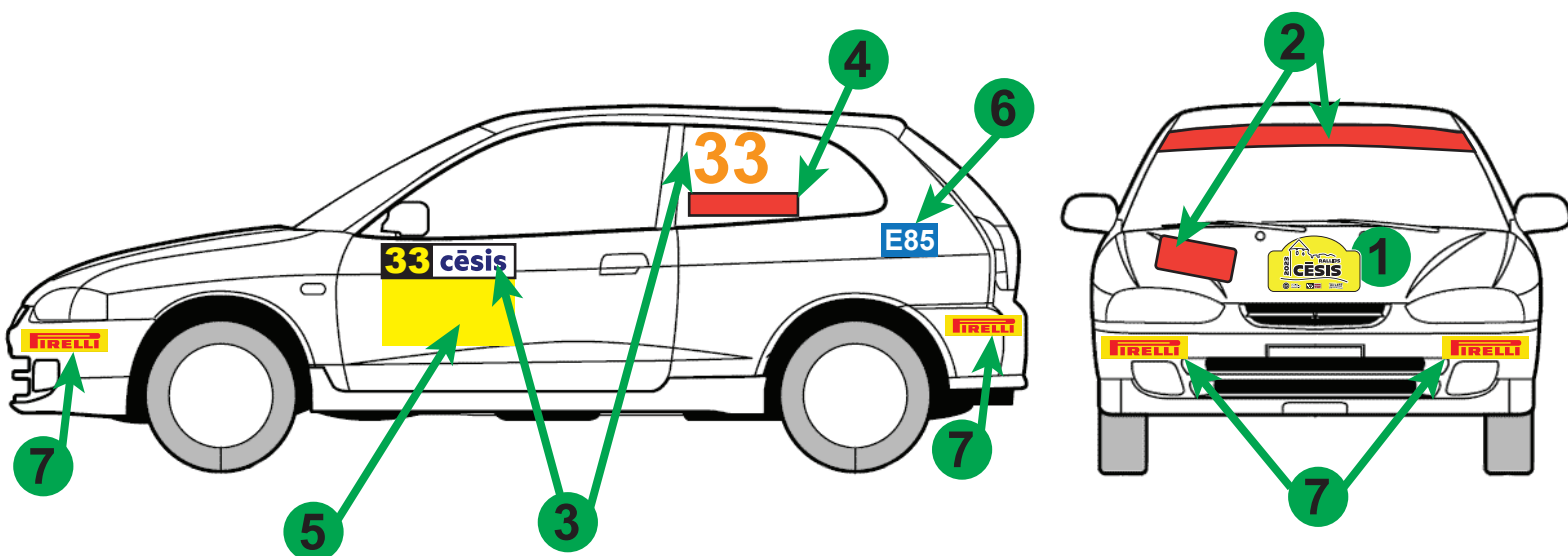 2
4
33
6
E85
33 cēsis
PIRELLI
PIRELLI
7
7
5
3
2023
RALLIJS
CĒSIS
1
PIRELLI
PIRELLI
7